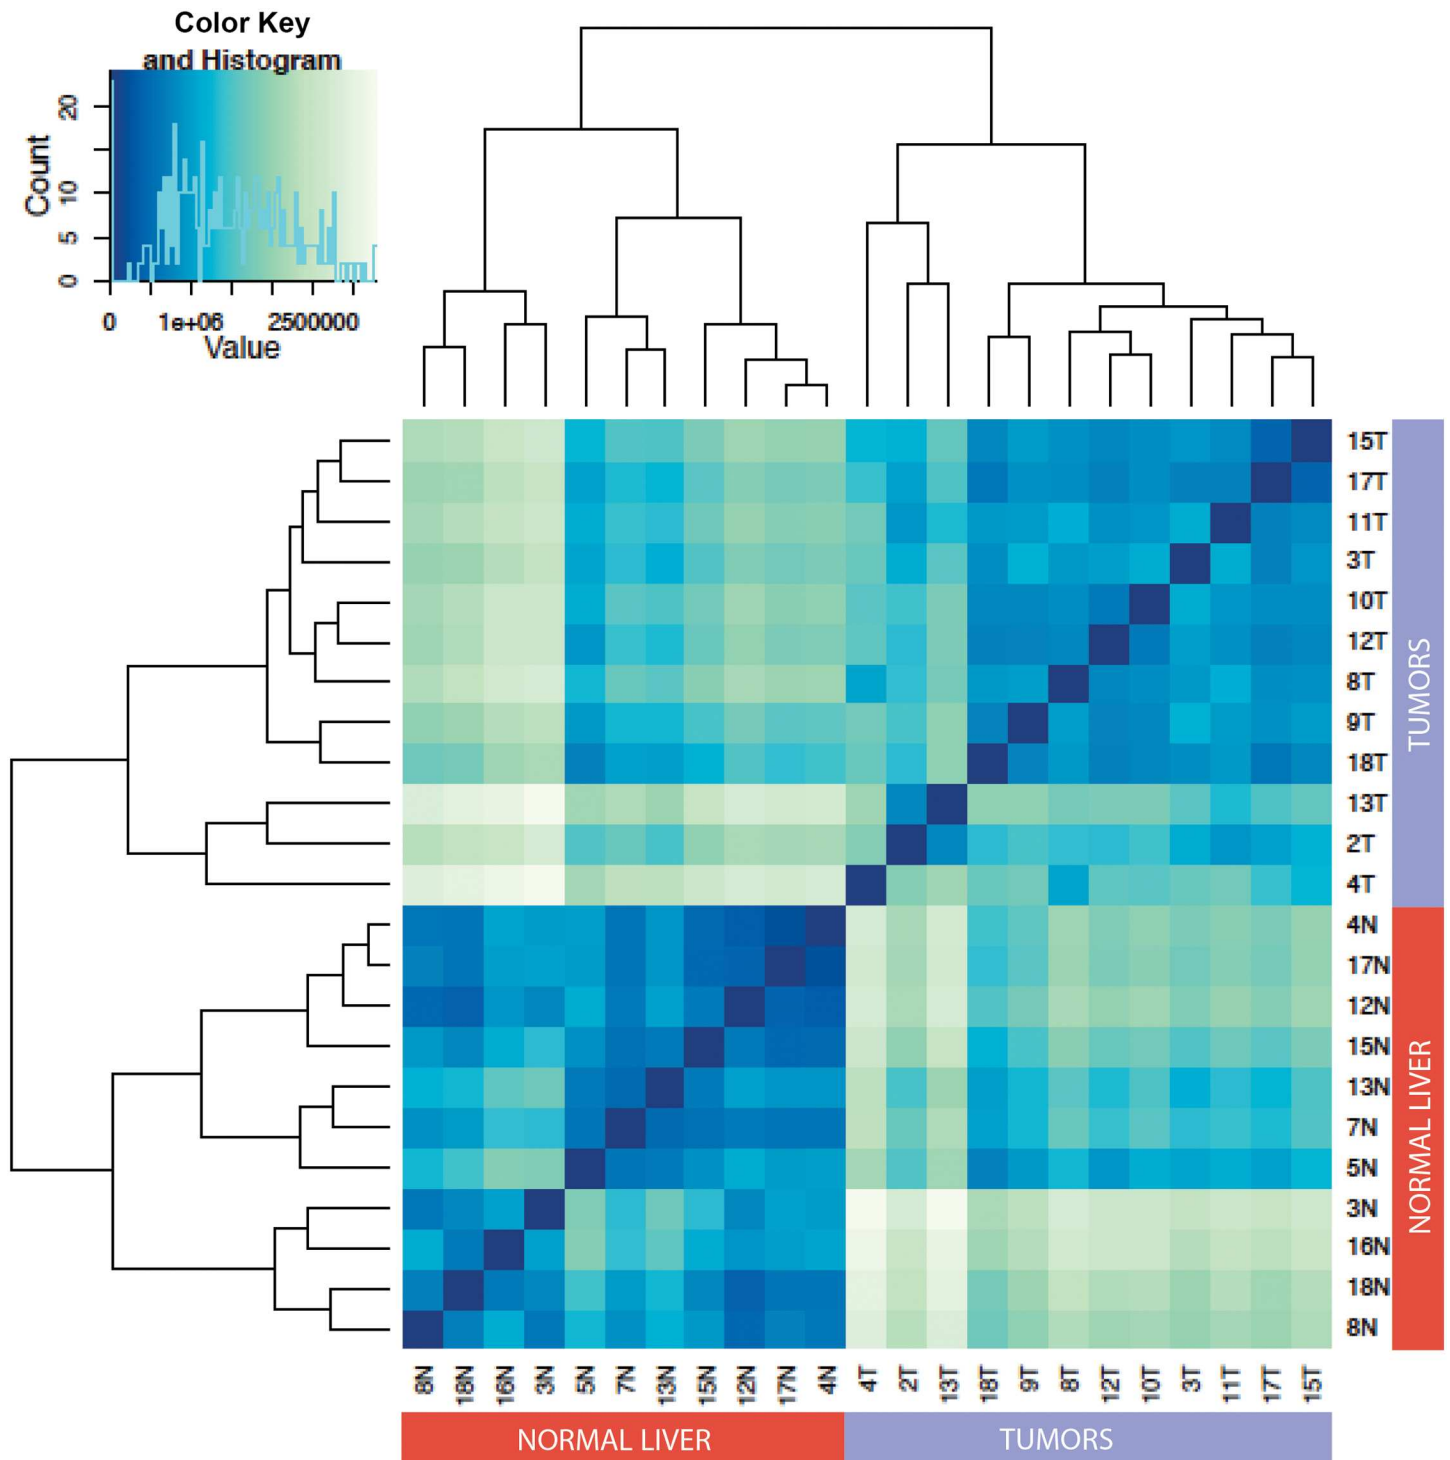 Color Key
and Histogram
Count
0
5
10
20
0
1e+06
2500000
Value
15T
17T
11T
3T
10T
12T
8T
9T
18T
13T
2T
4T
4N
17N
12N
15N
13N
7N
5N
3N
16N
18N
8N
TUMORS
NORMAL LIVER
8N 18N 16N 3N 5N 7N 13N 15N 12N 17N 4N 4T 2T 13T 18T 9T 8T 12T 10T 3T 11T 17T 15T
NORMAL LIVER
TUMORS